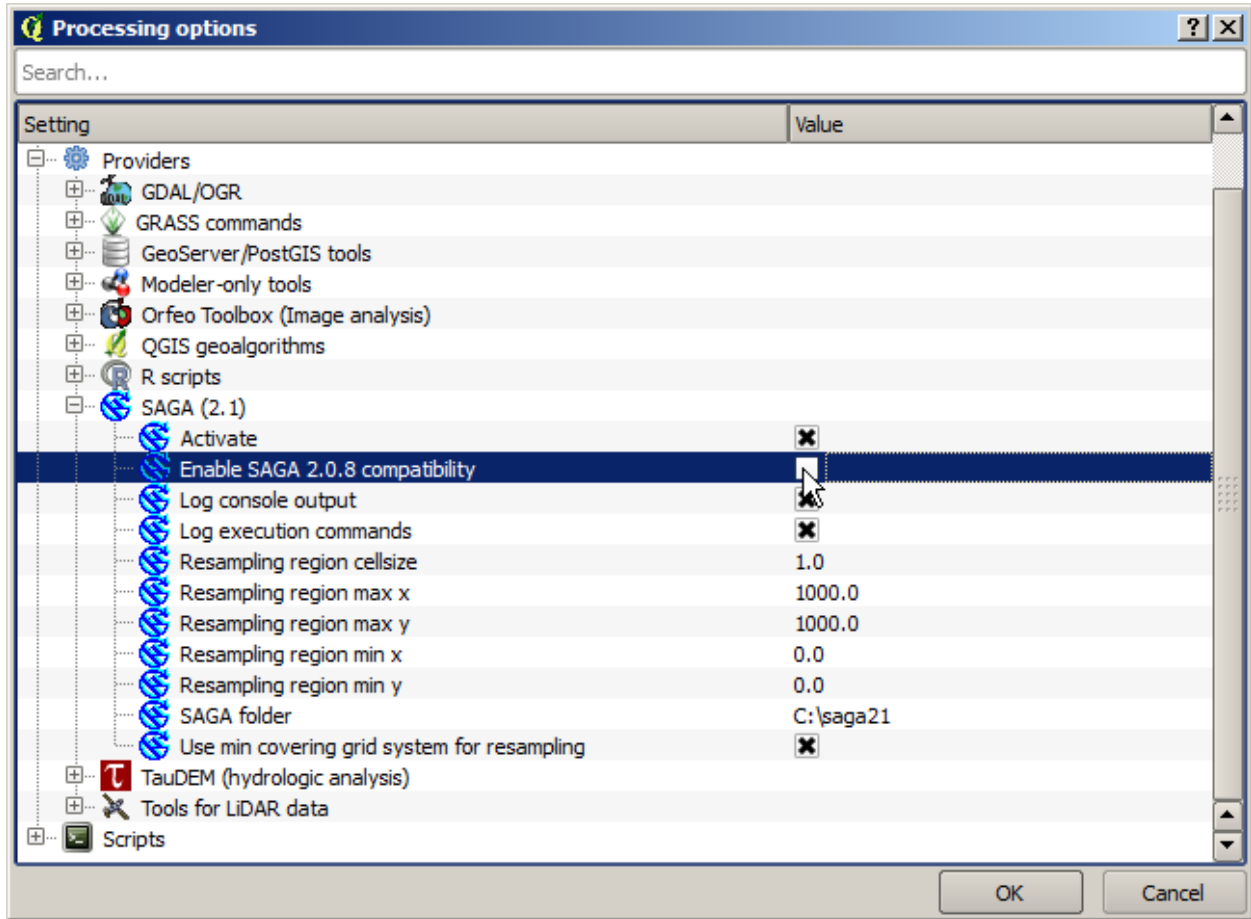 Processing options
Search...
Setting Value
Providers
GDAL/OGR
GRASS commands
GeoServer/PostGIS tools
Modeler-only tools
Orfeo Toolbox (Image analysis)
QGIS geoalgorithms
R scripts
SAGA (2.1)
Activate
Enable SAGA 2.0.8 compatibility
Log console output
Log execution commands
Resampling region cellsize 1.0
Resampling region max x 1000.0
Resampling region max y 1000.0
Resampling region min x 0.0
Resampling region min y 0.0
SAGA folder C:\saga21
Use min covering grid system for resampling
TauDEM (hydrologic analysis)
Tools for LiDAR data
Scripts
OK Cancel